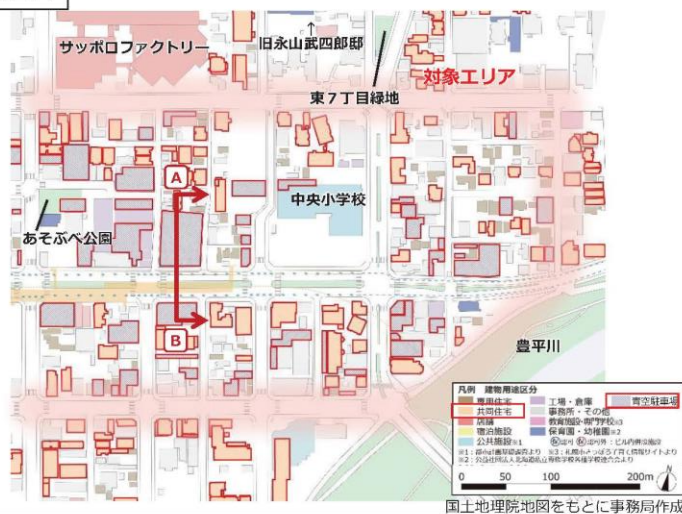 サッポロファクトリー
↑
旧永山武四郎邸
対象エリア
東7丁目緑地
A
中央小学校
あそぶべ公園
B
豊平川
凡例 建物用途区分
専用住宅
共同住宅
店舗
宿泊施設
公共施設※1
工場・倉庫
事務所・その他
教育施設・専門学校※3
保育園・幼稚園※2
青空駐車場
0 50 100 200m
N
国土地理院地図をもとに事務局作成